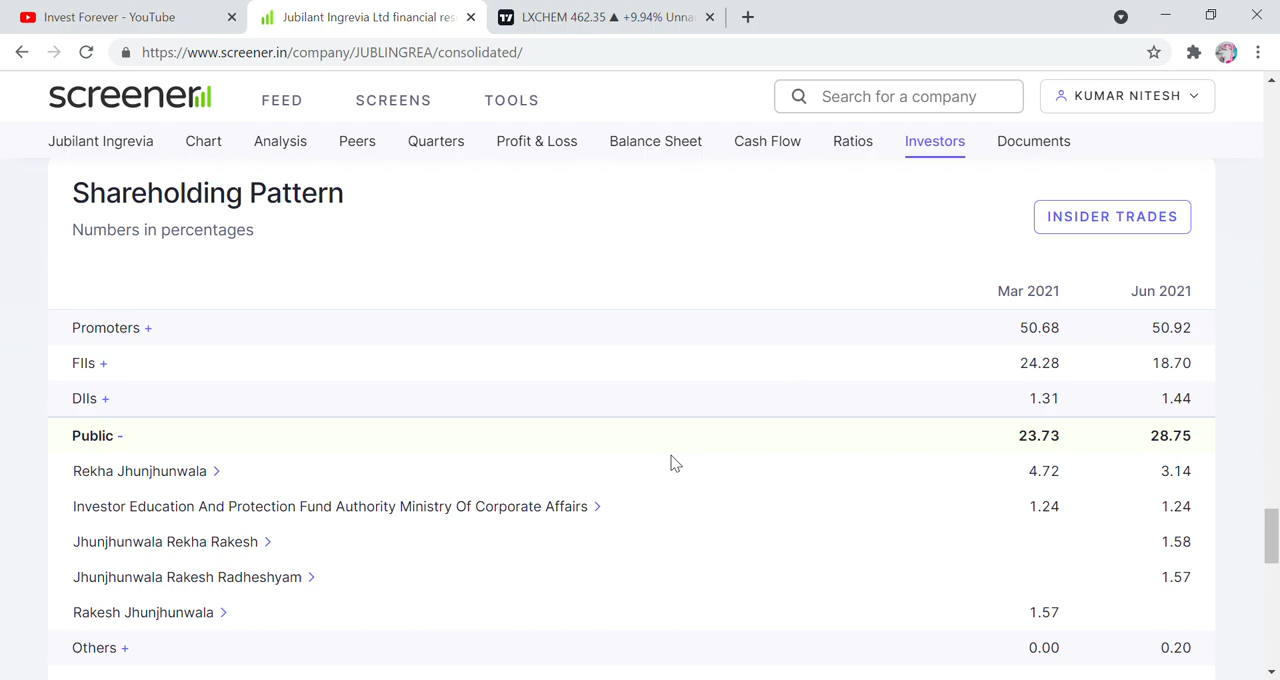 Invest Forever - YouTube
Jubilant Ingrevia Ltd financial res
LXCHEM 462.35 ▲ +9.94% Unna
https://www.screener.in/company/JUBLINGREA/consolidated/
screener
FEED SCREENS TOOLS
Search for a company
KUMAR NITESH
Jubilant Ingrevia Chart Analysis Peers Quarters Profit & Loss Balance Sheet Cash Flow Ratios Investors Documents
Shareholding Pattern
Numbers in percentages
INSIDER TRADES
Mar 2021 Jun 2021
Promoters + 50.68 50.92
FIIs + 24.28 18.70
DIIs + 1.31 1.44
Public - 23.73 28.75
Rekha Jhunjhunwala > 4.72 3.14
Investor Education And Protection Fund Authority Ministry Of Corporate Affairs > 1.24 1.24
Jhunjhunwala Rekha Rakesh > 1.58
Jhunjhunwala Rakesh Radheshyam > 1.57
Rakesh Jhunjhunwala > 1.57
Others + 0.00 0.20